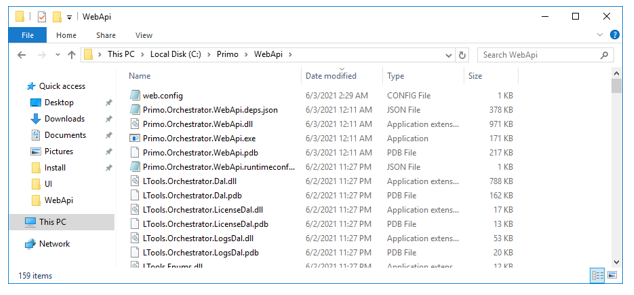 WebApi
File Home Share View
This PC > Local Disk (C:) > Primo > WebApi >
Search WebApi
Quick access
Desktop
Downloads
Documents
Pictures
Install
UI
WebApi
This PC
Network
Name Date modified Type Size
web.config 6/3/2021 2:29 AM CONFIG File 1 KB
Primo.Orchestrator.WebApi.deps.json 6/3/2021 12:11 AM JSON File 378 KB
Primo.Orchestrator.WebApi.dll 6/3/2021 12:11 AM Application extens... 971 KB
Primo.Orchestrator.WebApi.exe 6/3/2021 12:11 AM Application 171 KB
Primo.Orchestrator.WebApi.pdb 6/3/2021 12:11 AM PDB File 217 KB
Primo.Orchestrator.WebApi.runtimeconf... 6/2/2021 11:27 PM JSON File 1 KB
LTools.Orchestrator.Dal.dll 6/2/2021 11:27 PM Application extens... 788 KB
LTools.Orchestrator.Dal.pdb 6/2/2021 11:27 PM PDB File 162 KB
LTools.Orchestrator.LicenseDal.dll 6/2/2021 11:27 PM Application extens... 17 KB
LTools.Orchestrator.LicenseDal.pdb 6/2/2021 11:27 PM PDB File 13 KB
LTools.Orchestrator.LogsDal.dll 6/2/2021 11:27 PM Application extens... 53 KB
LTools.Orchestrator.LogsDal.pdb 6/2/2021 11:27 PM PDB File 20 KB
LTools.Enums.dll 6/2/2021 11:27 PM Application extens... 12 KB
159 items